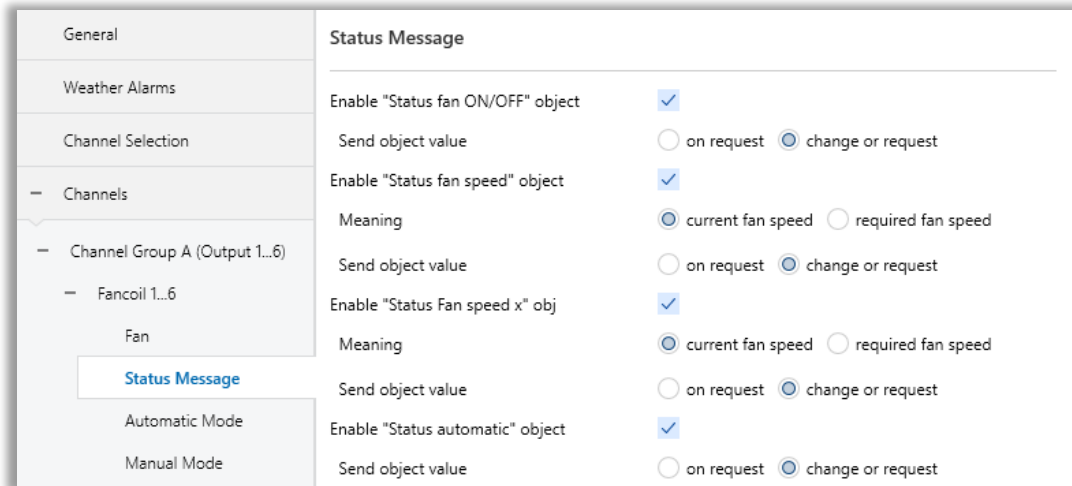 General
Weather Alarms
Channel Selection
Channels
Channel Group A (Output 1...6)
Fancoil 1...6
Fan
Status Message
Automatic Mode
Manual Mode
Status Message
Enable "Status fan ON/OFF" object
Send object value on request change or request
Enable "Status fan speed" object
Meaning current fan speed required fan speed
Send object value on request change or request
Enable "Status Fan speed x" obj
Meaning current fan speed required fan speed
Send object value on request change or request
Enable "Status automatic" object
Send object value on request change or request